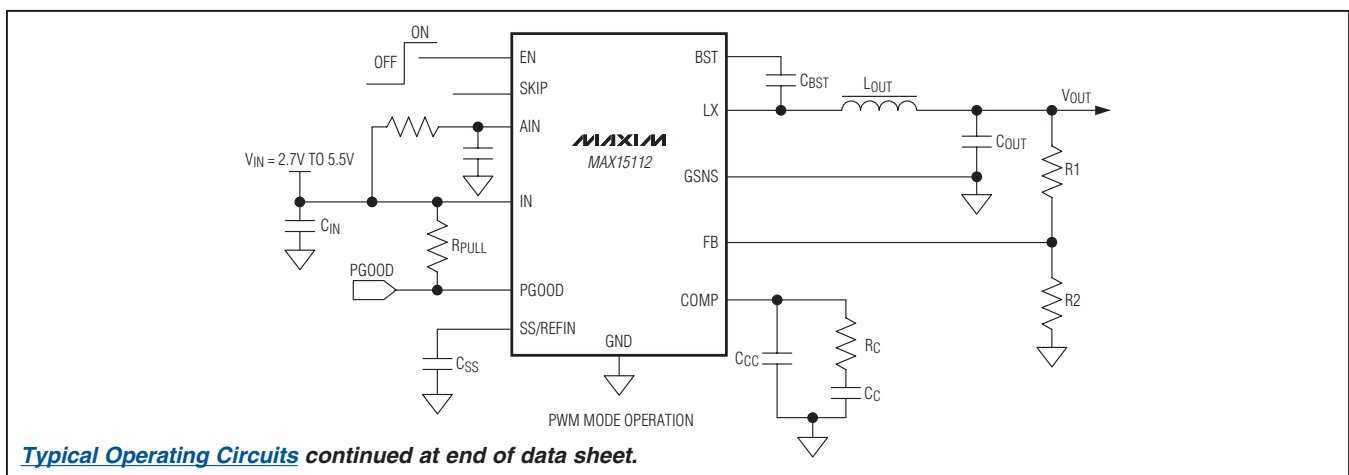 ON
OFF
EN
SKIP
AIN
VIN = 2.7V TO 5.5V
IN
CIN
RPULL
PGOOD
PGOOD
SS/REFIN
CSS
GND
MAXIM
MAX15112
BST
CBST
LOUT
LX
VOUT
COUT
GSNS
R1
FB
R2
COMP
CCC
RC
CC
PWM MODE OPERATION
Typical Operating Circuits continued at end of data sheet.